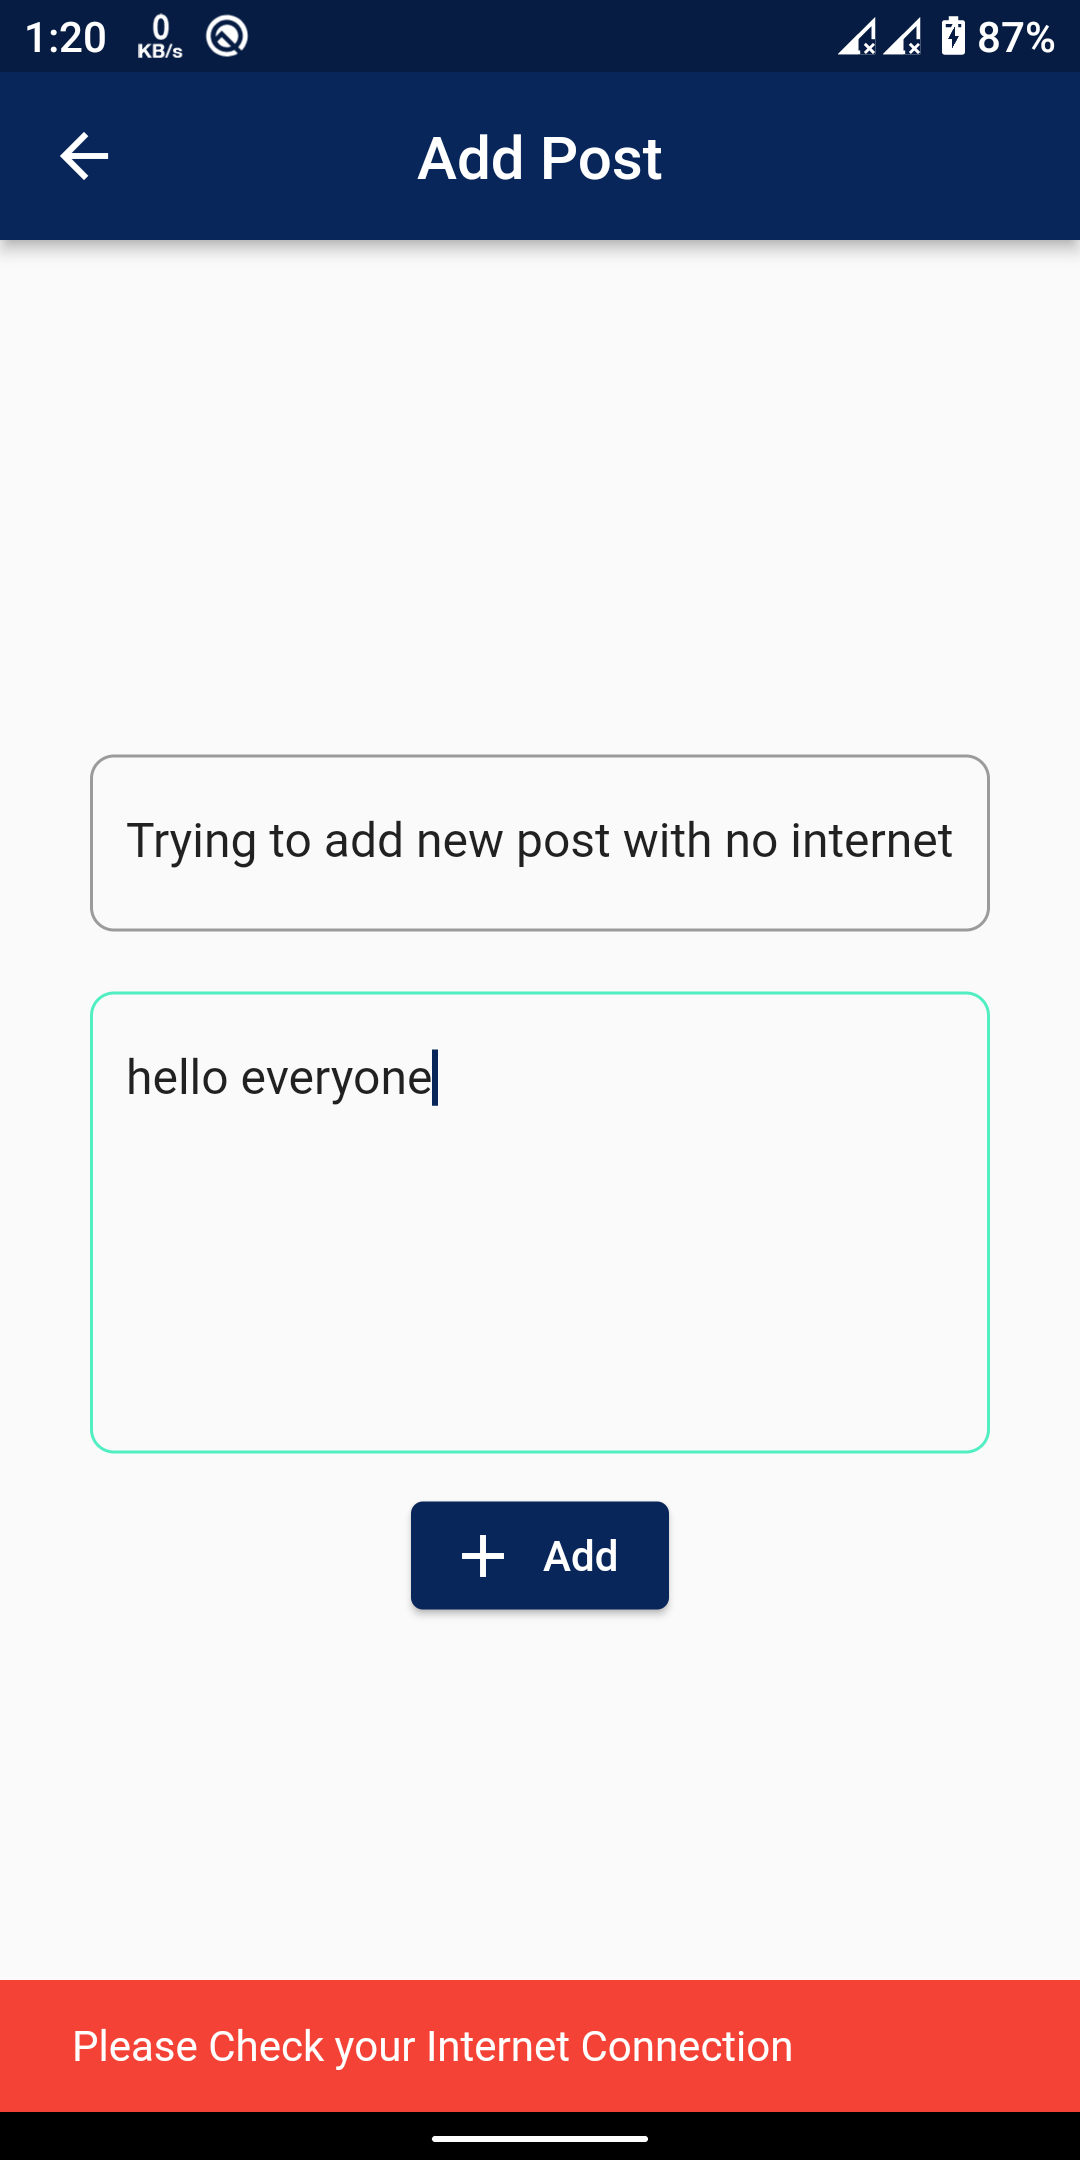 1:20 0 KB/s 87%
Add Post
Trying to add new post with no internet
hello everyone
Add
Please Check your Internet Connection